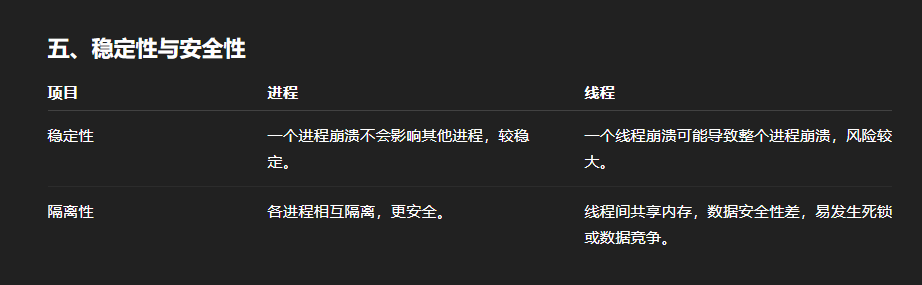 五、稳定性与安全性
项目 进程 线程
稳定性 一个进程崩溃不会影响其他进程，较稳定。 一个线程崩溃可能导致整个进程崩溃，风险较大。
隔离性 各进程相互隔离，更安全。 线程间共享内存，数据安全性差，易发生死锁或数据竞争。